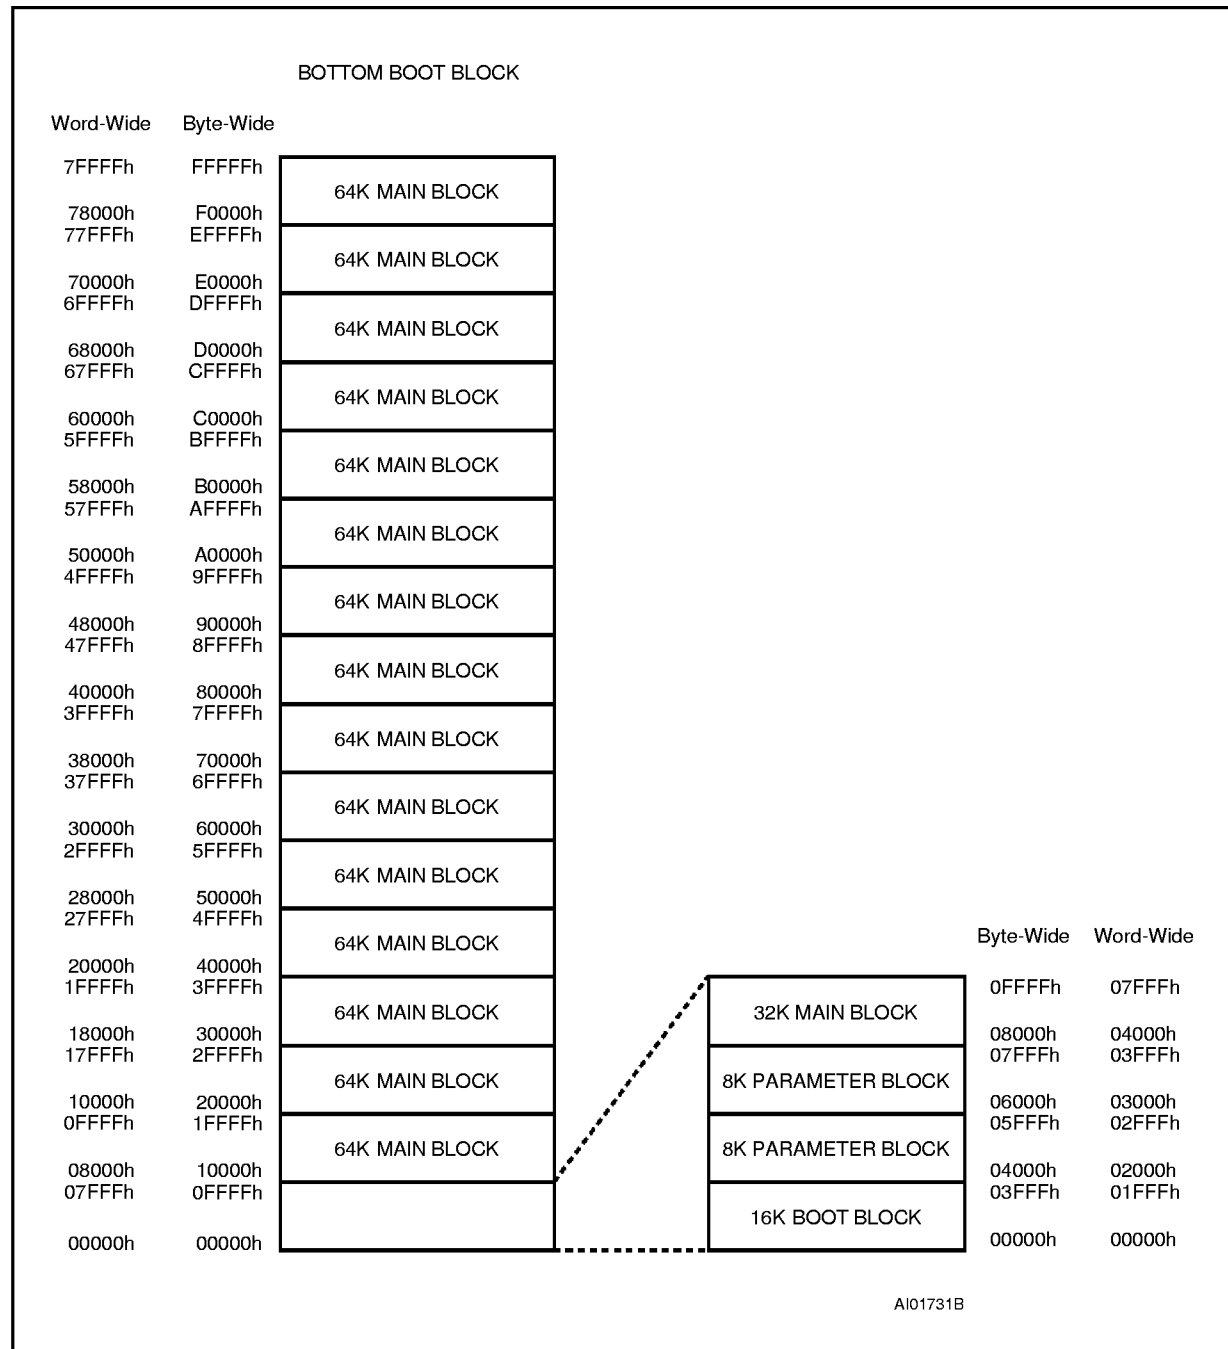 BOTTOM BOOT BLOCK
Word-Wide Byte-Wide
7FFFFh FFFFFh
64K MAIN BLOCK
78000h F0000h
77FFFh EFFFFh
64K MAIN BLOCK
70000h E0000h
6FFFFh DFFFFh
64K MAIN BLOCK
68000h D0000h
67FFFh CFFFFh
64K MAIN BLOCK
60000h C0000h
5FFFFh BFFFFh
64K MAIN BLOCK
58000h B0000h
57FFFh AFFFFh
64K MAIN BLOCK
50000h A0000h
4FFFFh 9FFFFh
64K MAIN BLOCK
48000h 90000h
47FFFh 8FFFFh
64K MAIN BLOCK
40000h 80000h
3FFFFh 7FFFFh
64K MAIN BLOCK
38000h 70000h
37FFFh 6FFFFh
64K MAIN BLOCK
30000h 60000h
2FFFFh 5FFFFh
64K MAIN BLOCK
28000h 50000h
27FFFh 4FFFFh
64K MAIN BLOCK
20000h 40000h
1FFFFh 3FFFFh
64K MAIN BLOCK
18000h 30000h
17FFFh 2FFFFh
64K MAIN BLOCK
10000h 20000h
0FFFFh 1FFFFh
64K MAIN BLOCK
08000h 10000h
07FFFh 0FFFFh
00000h 00000h
Byte-Wide Word-Wide
0FFFFh 07FFFh
32K MAIN BLOCK
08000h 04000h
07FFFh 03FFFh
8K PARAMETER BLOCK
06000h 03000h
05FFFh 02FFFh
8K PARAMETER BLOCK
04000h 02000h
03FFFh 01FFFh
16K BOOT BLOCK
00000h 00000h
AI01731B